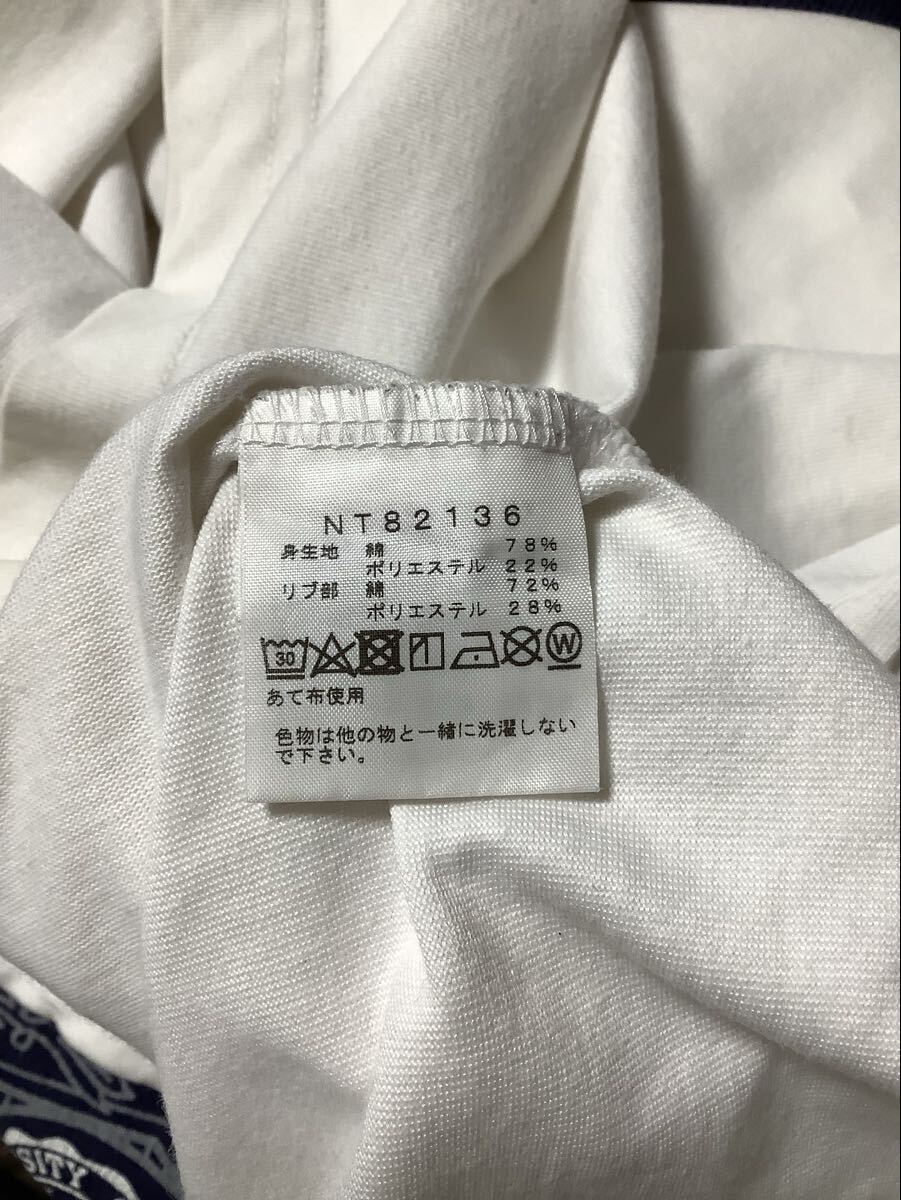 NT82136
身生地 綿 78%
ポリエステル 22%
リブ部 綿 72%
ポリエステル 28%
30 W
あて布使用
色物は他の物と一緒に洗濯しない
で下さい。
SITY